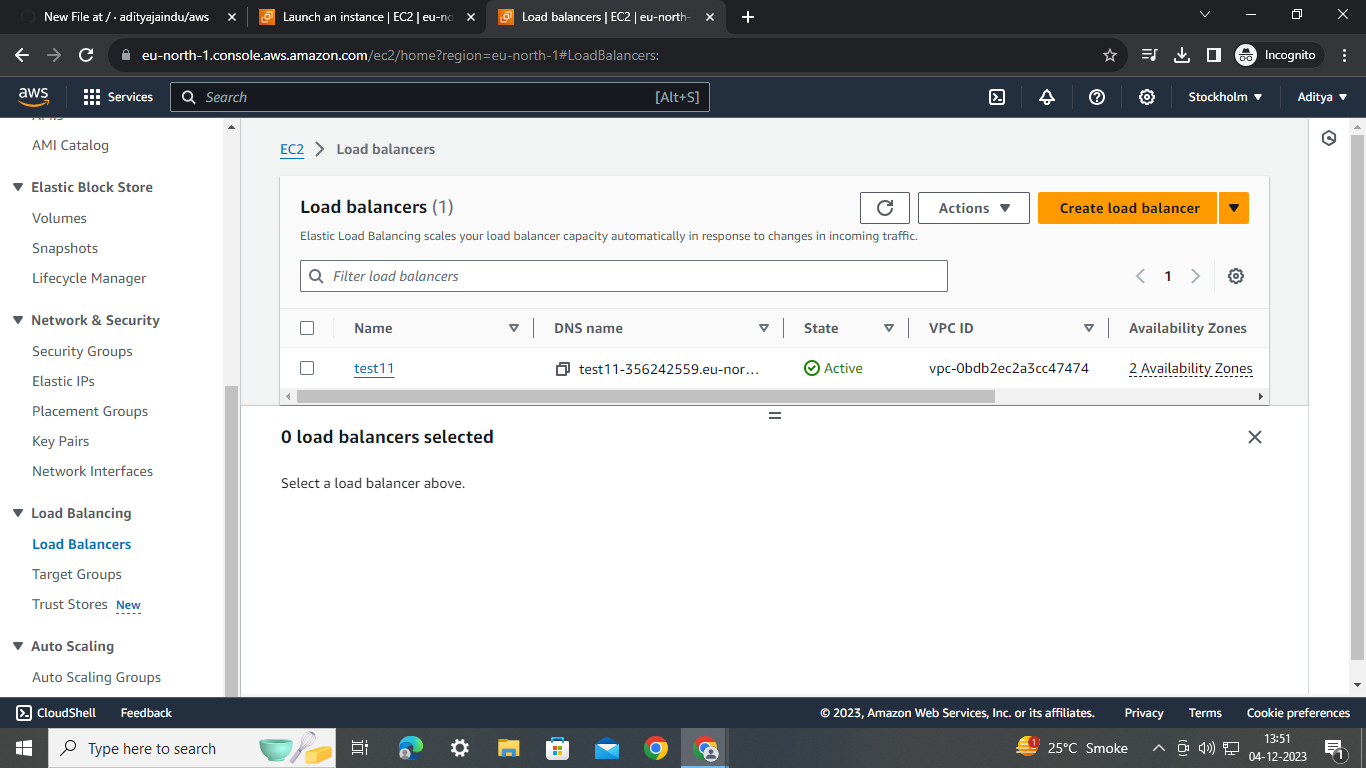 New File at / · adityajaindu/aws
Launch an instance | EC2 | eu-no
Load balancers | EC2 | eu-north-
eu-north-1.console.aws.amazon.com/ec2/home?region=eu-north-1#LoadBalancers:
Incognito
aws
Services
Search
[Alt+S]
Stockholm
Aditya
AMI Catalog
Elastic Block Store
Volumes
Snapshots
Lifecycle Manager
Network & Security
Security Groups
Elastic IPs
Placement Groups
Key Pairs
Network Interfaces
Load Balancing
Load Balancers
Target Groups
Trust Stores New
Auto Scaling
Auto Scaling Groups
EC2 > Load balancers
Load balancers (1)
Actions
Create load balancer
Elastic Load Balancing scales your load balancer capacity automatically in response to changes in incoming traffic.
Filter load balancers
1
Name DNS name State VPC ID Availability Zones
test11 test11-356242559.eu-nor... Active vpc-0bdb2ec2a3cc47474 2 Availability Zones
0 load balancers selected
Select a load balancer above.
CloudShell Feedback
© 2023, Amazon Web Services, Inc. or its affiliates. Privacy Terms Cookie preferences
Type here to search
1
25°C Smoke
13:51
04-12-2023
1